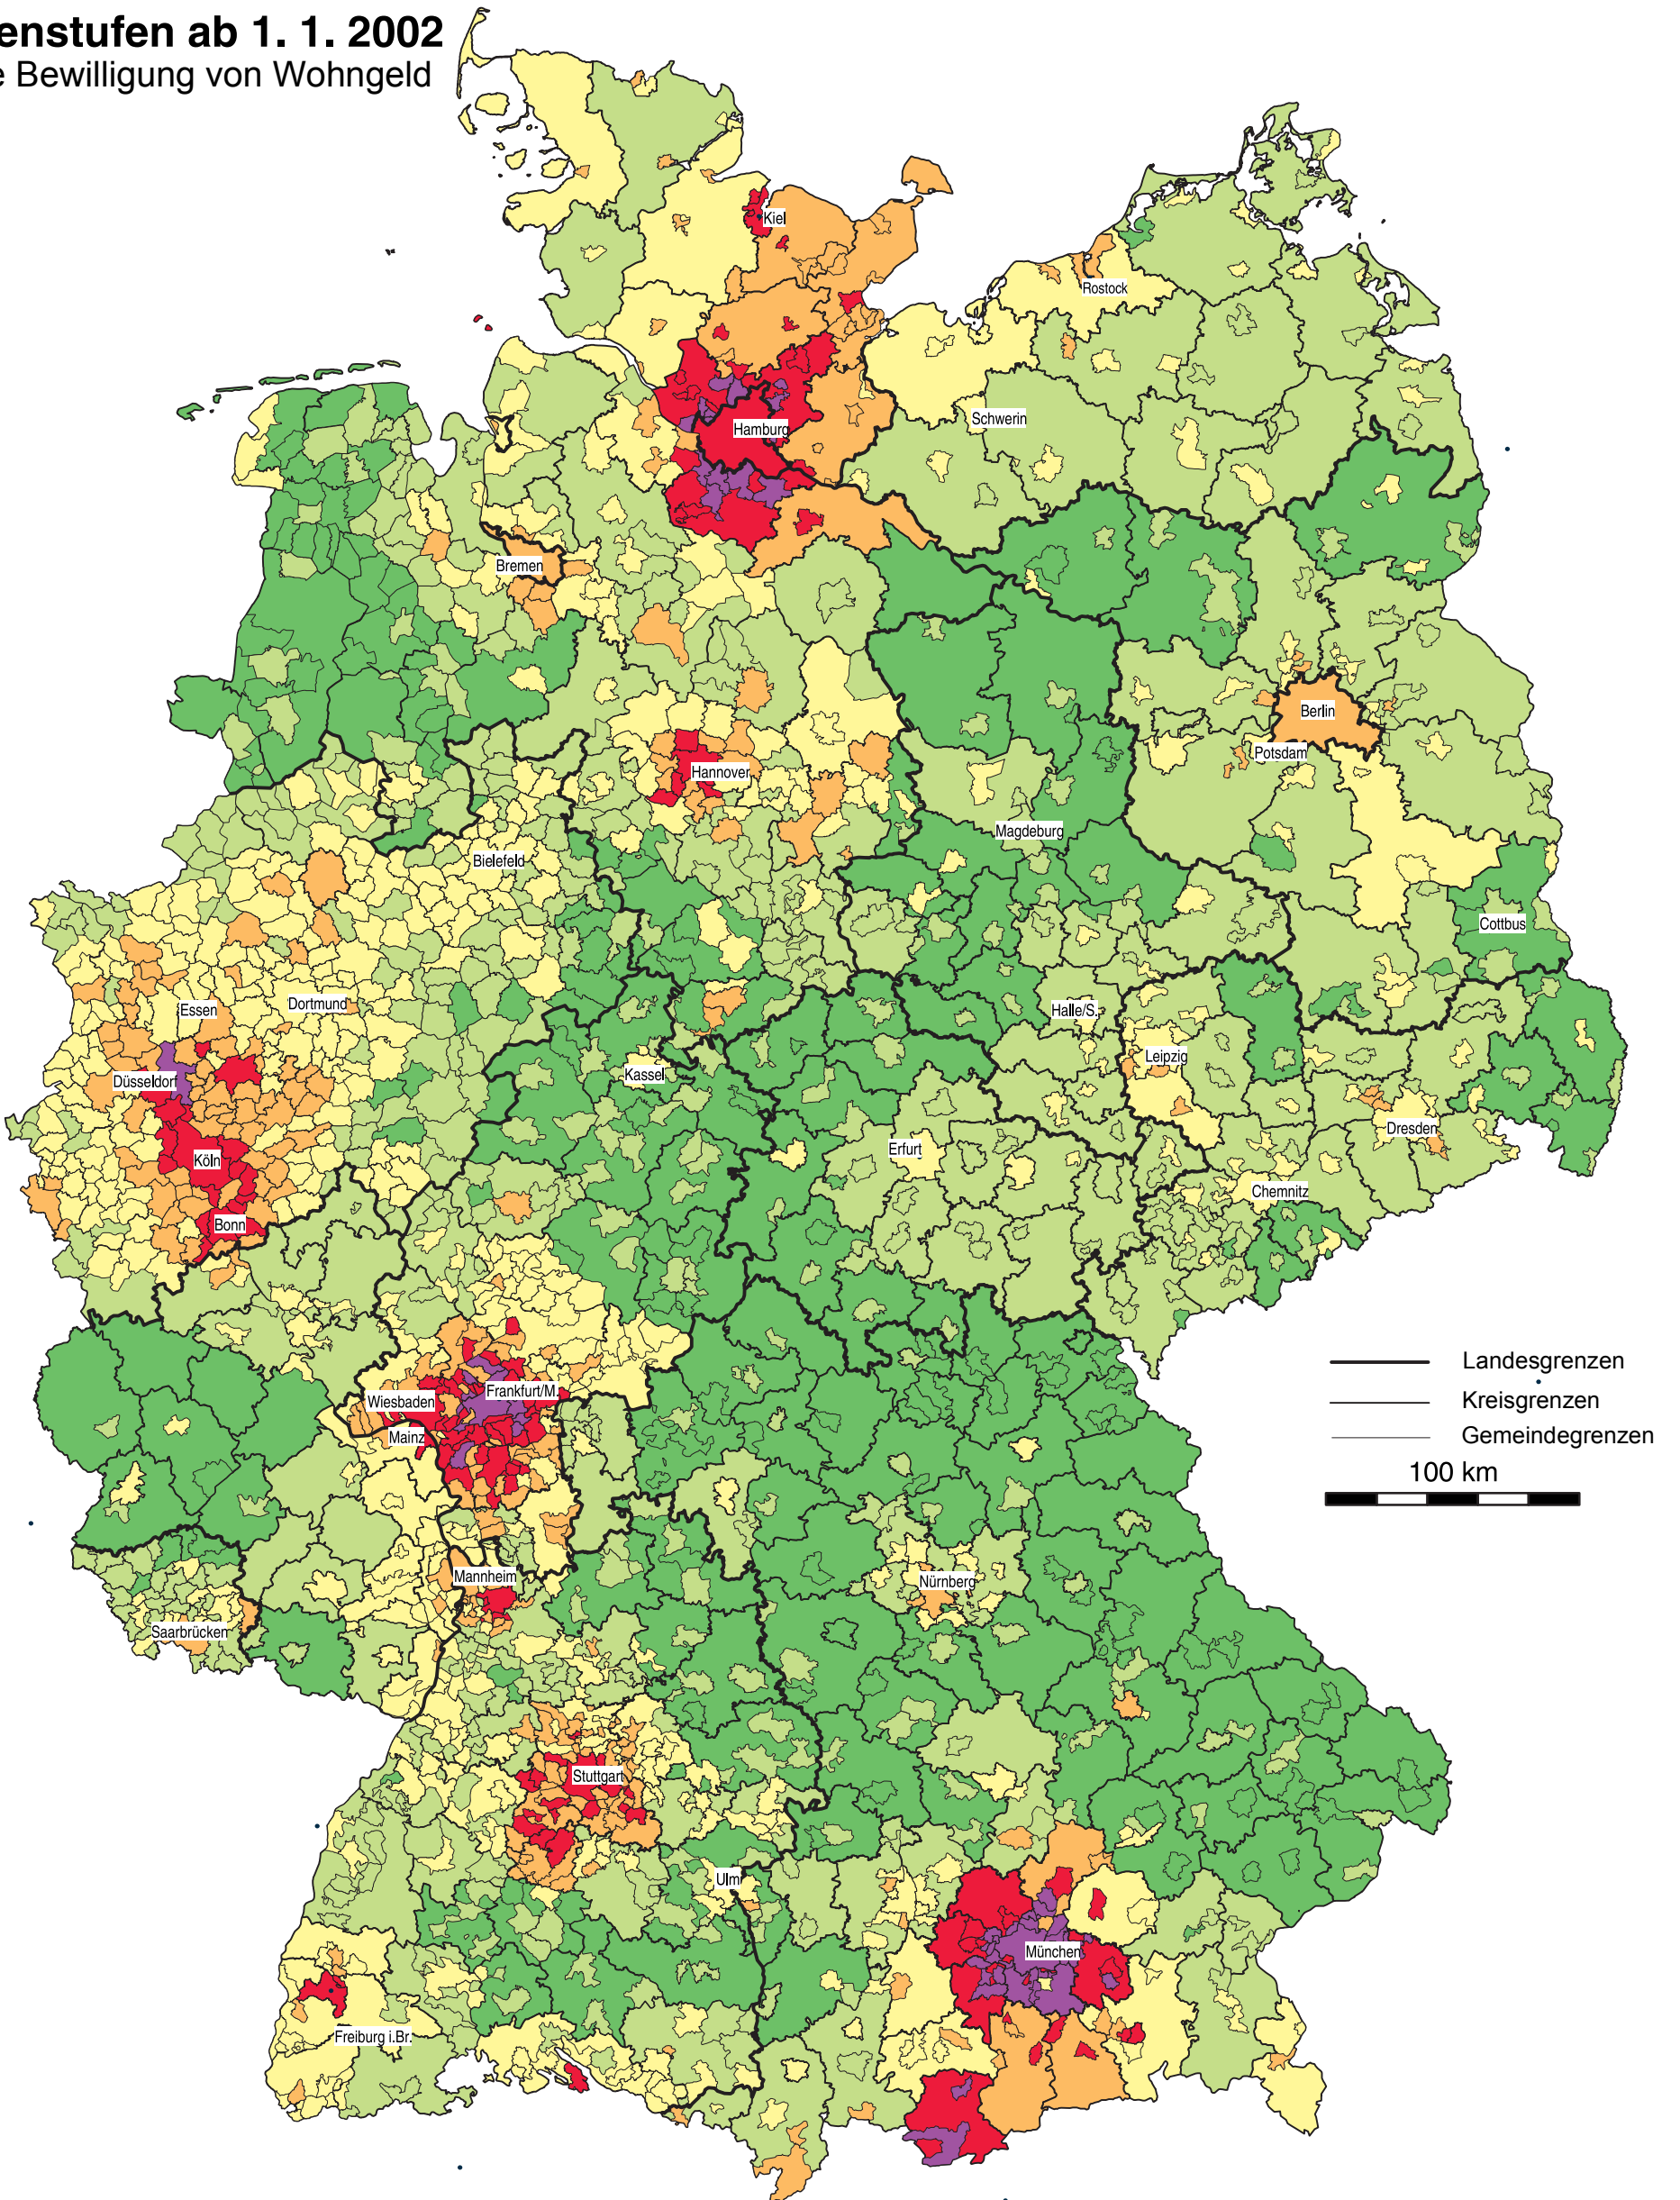 enstufen ab 1. 1. 2002
e Bewilligung von Wohngeld
Kiel
Rostock
Schwerin
Hamburg
Bremen
Berlin
Potsdam
Hannover
Magdeburg
Bielefeld
Cottbus
Essen
Dortmund
Halle/S.
Leipzig
Düsseldorf
Kassel
Dresden
Köln
Erfurt
Chemnitz
Bonn
Landesgrenzen
Kreisgrenzen
Gemeindegrenzen
100 km
Wiesbaden
Frankfurt/M.
Mainz
Mannheim
Nürnberg
Saarbrücken
Stuttgart
Ulm
München
Freiburg i.Br.